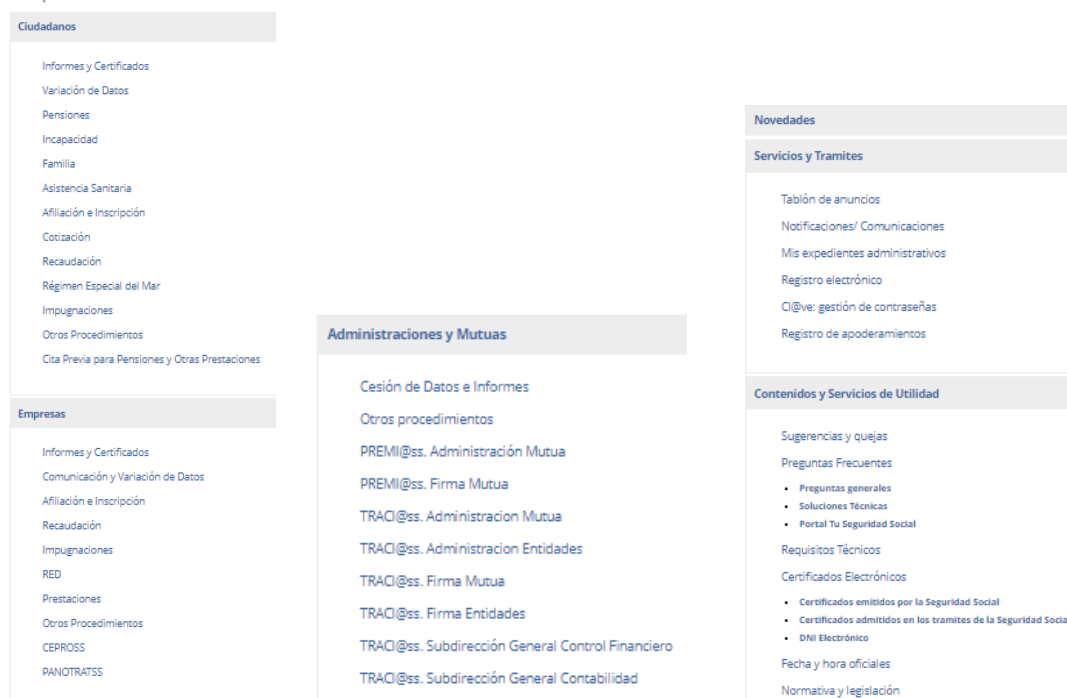 Ciudadanos
Informes y Certificados
Variación de Datos
Pensiones
Incapacidad
Familia
Asistencia Sanitaria
Afiliación e Inscripción
Cotización
Recaudación
Régimen Especial del Mar
Impugnaciones
Otros Procedimientos
Cita Previa para Pensiones y Otras Prestaciones
Empresas
Informes y Certificados
Comunicación y Variación de Datos
Afiliación e Inscripción
Recaudación
Impugnaciones
RED
Prestaciones
Otros Procedimientos
CEPROSS
PANOTRATSS
Administraciones y Mutuas
Cesión de Datos e Informes
Otros procedimientos
PREMI@ss. Administración Mutua
PREMI@ss. Firma Mutua
TRACI@ss. Administracion Mutua
TRACI@ss. Administracion Entidades
TRACI@ss. Firma Mutua
TRACI@ss. Firma Entidades
TRACI@ss. Subdirección General Control Financiero
TRACI@ss. Subdirección General Contabilidad
Novedades
Servicios y Tramites
Tablón de anuncios
Notificaciones/ Comunicaciones
Mis expedientes administrativos
Registro electrónico
Cl@ve: gestión de contraseñas
Registro de apoderamientos
Contenidos y Servicios de Utilidad
Sugerencias y quejas
Preguntas Frecuentes
Preguntas generales
Soluciones Técnicas
Portal Tu Seguridad Social
Requisitos Técnicos
Certificados Electrónicos
Certificados emitidos por la Seguridad Social
Certificados admitidos en los tramites de la Seguridad Socia
DNI Electrónico
Fecha y hora oficiales
Normativa y legislación